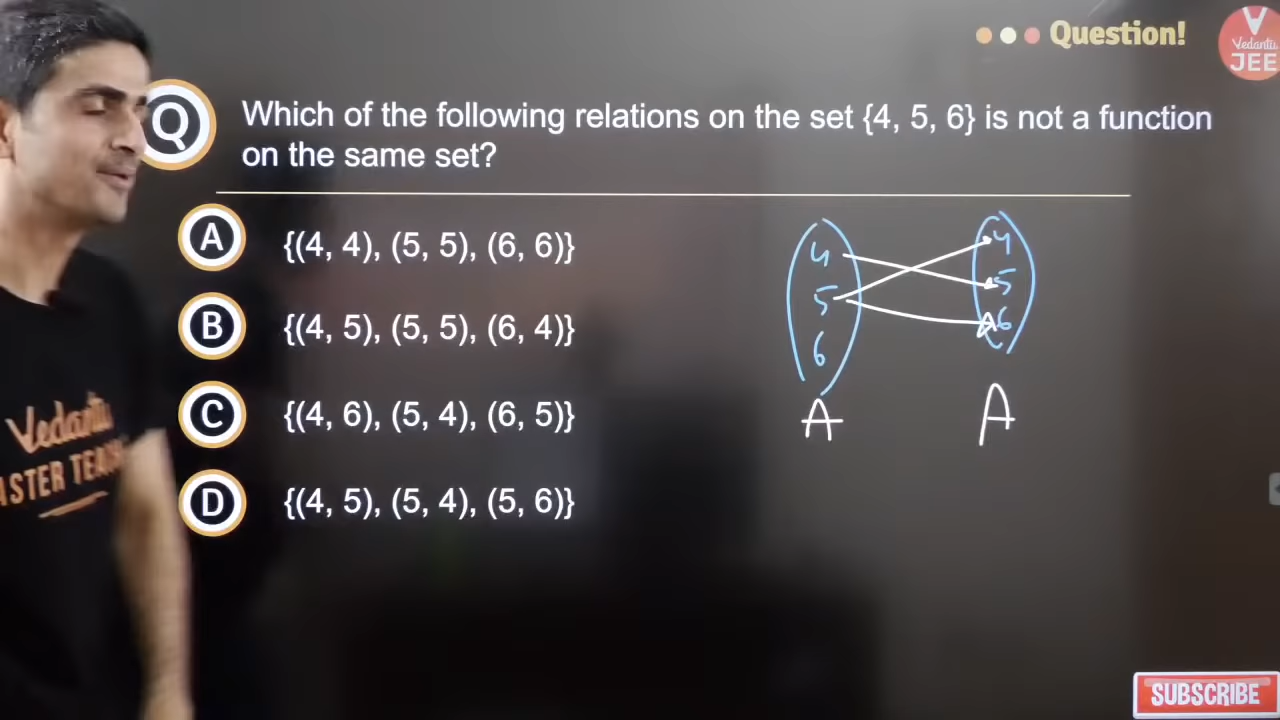 Question!
V
Vedantu
JEE
Q
Which of the following relations on the set {4, 5, 6} is not a function
on the same set?
A {(4, 4), (5, 5), (6, 6)}
B {(4, 5), (5, 5), (6, 4)}
C {(4, 6), (5, 4), (6, 5)}
D {(4, 5), (5, 4), (5, 6)}
4 4
5 5
6 6
A A
Vedantu
ASTER TEAC
SUBSCRIBE